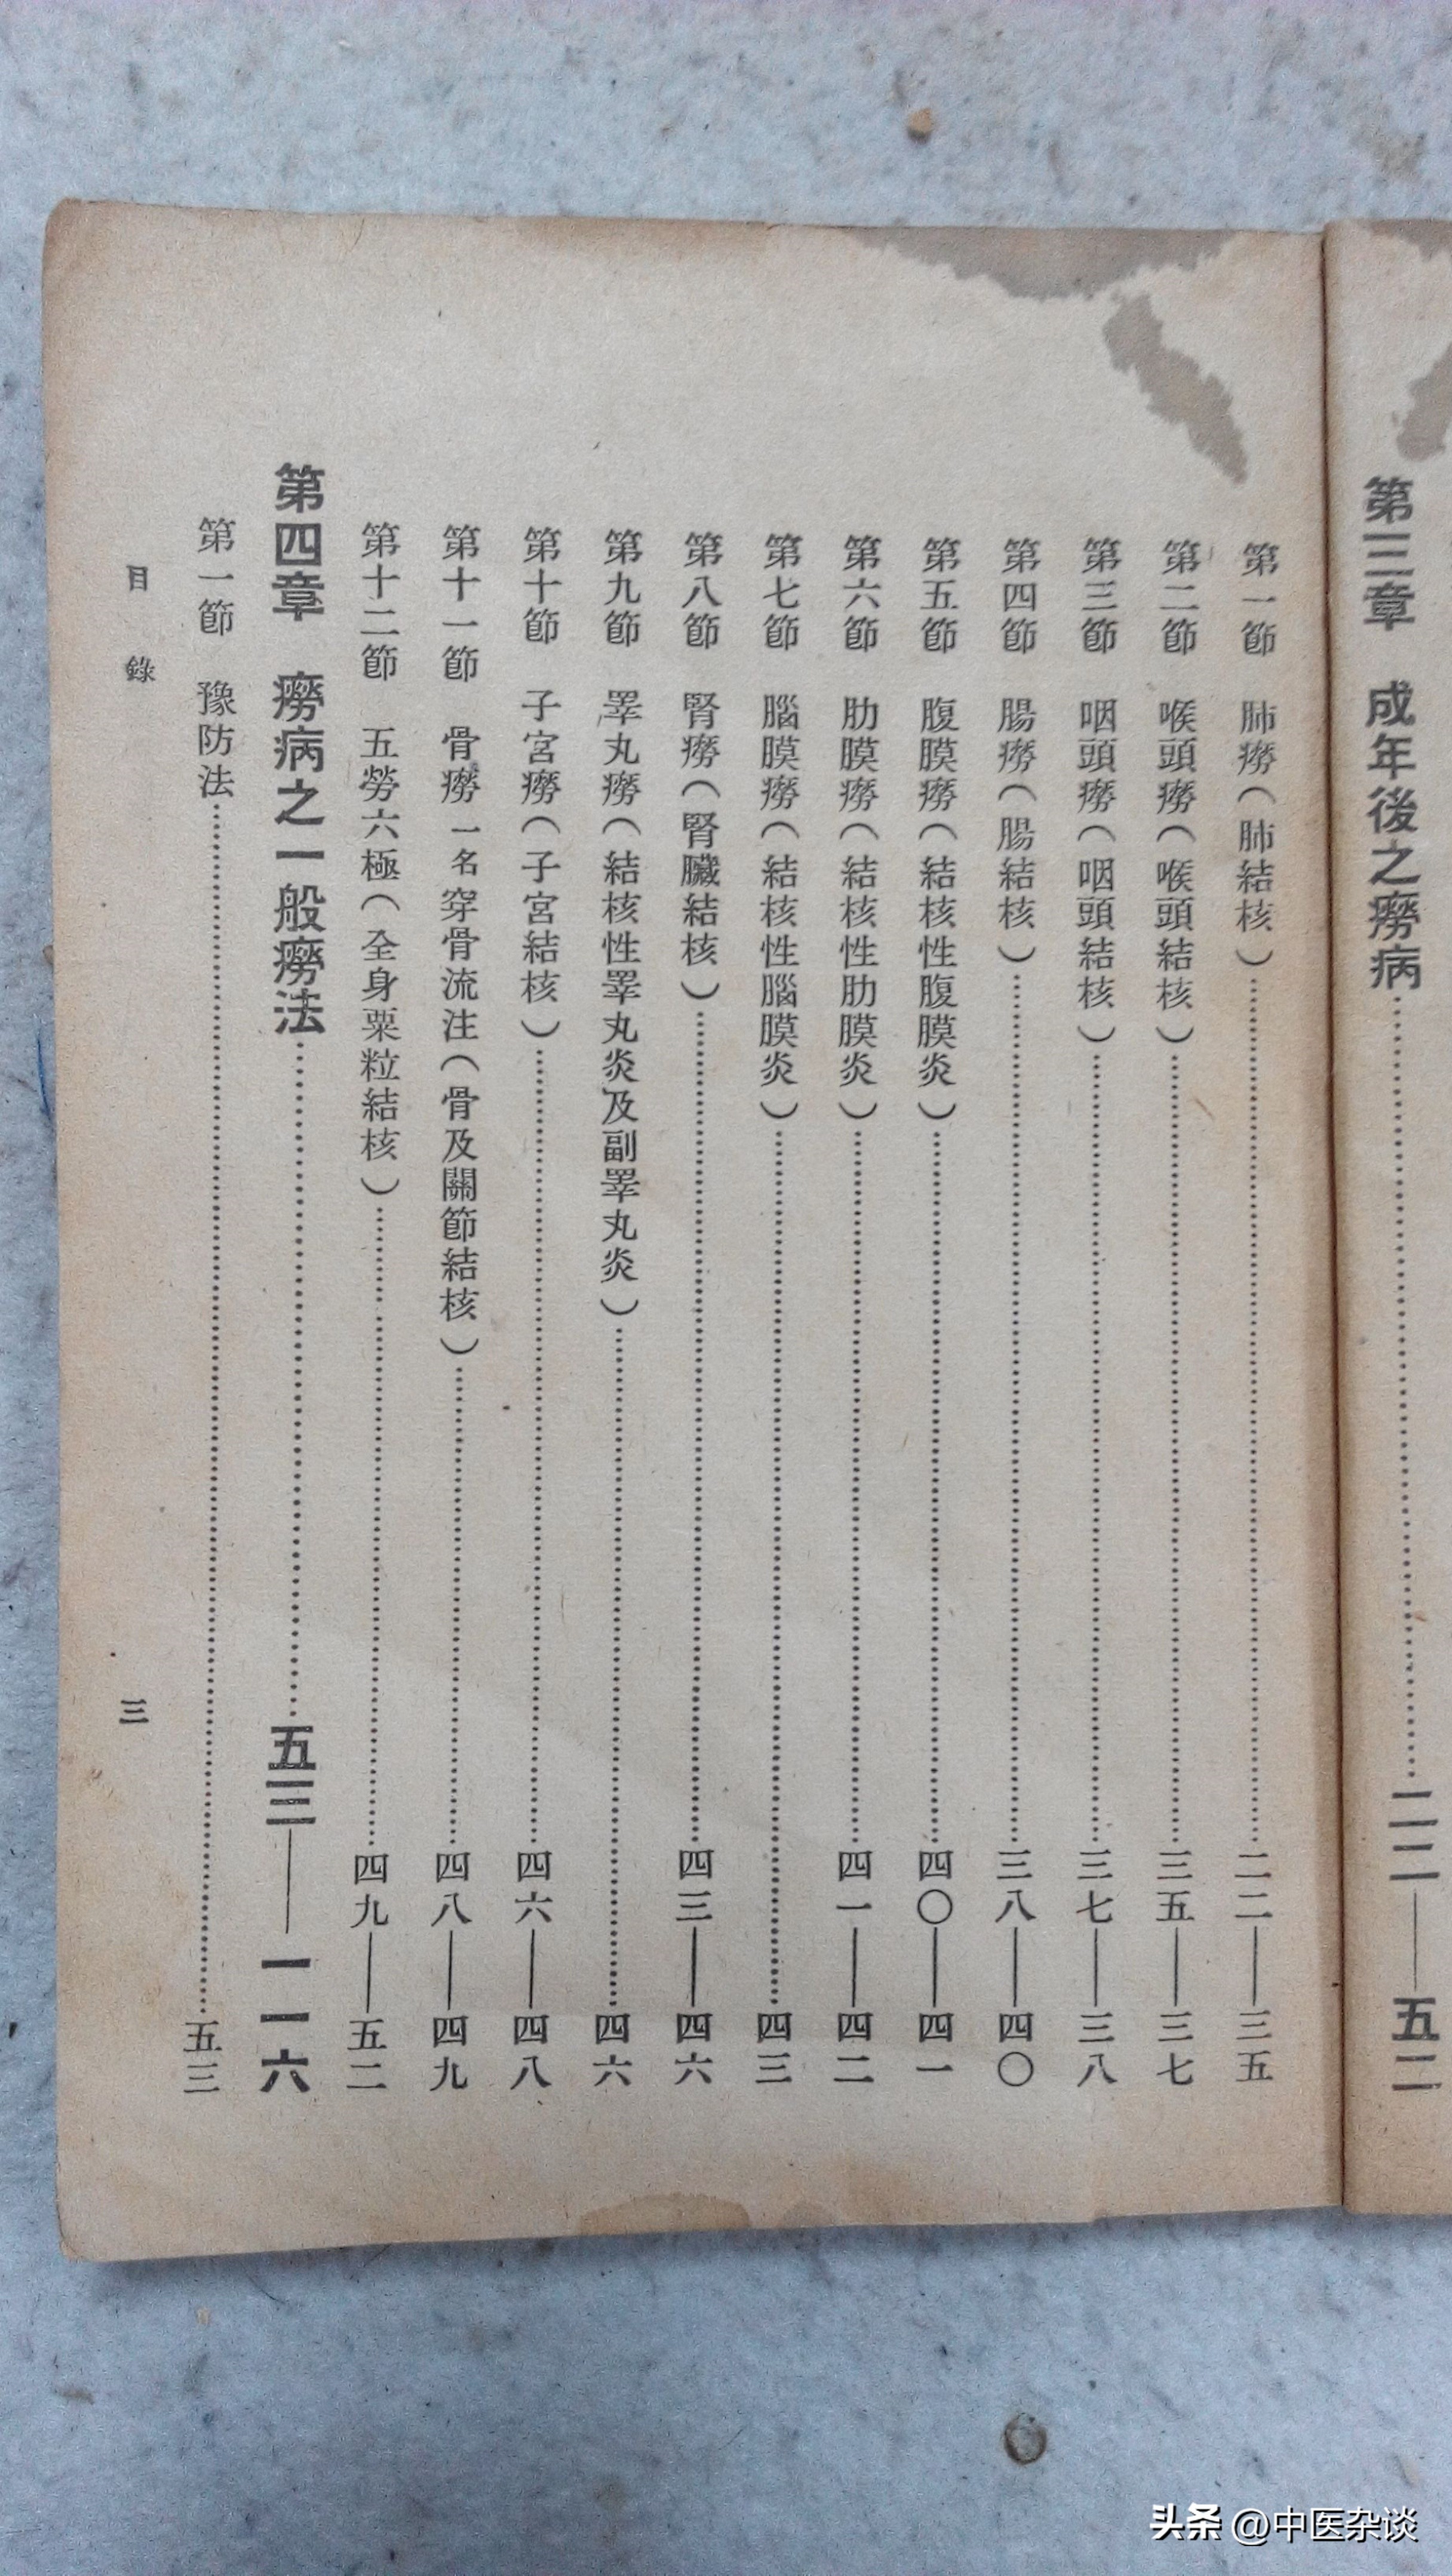 第三章　成年後之癆病…………二二——五二
第一節　肺癆（肺結核）…………二二——三五
第二節　喉頭癆（喉頭結核）…………三五——三七
第三節　咽頭癆（咽頭結核）…………三七——三八
第四節　腸癆（腸結核）…………三八——四〇
第五節　腹膜癆（結核性腹膜炎）…………四〇——四一
第六節　肋膜癆（結核性肋膜炎）…………四一——四二
第七節　腦膜癆（結核性腦膜炎）…………四三
第八節　腎癆（腎臟結核）…………四三——四六
第九節　睪丸癆（結核性睪丸炎及副睪丸炎）…………四六
第十節　子宮癆（子宮結核）…………四六——四八
第十一節　骨癆一名穿骨流注（骨及關節結核）…………四八——四九
第十二節　五勞六極（全身粟粒結核）…………四九——五二
第四章　癆病之一般癆法…………五三——一一六
第一節　豫防法…………五三
目錄　三
头条 @中医杂谈